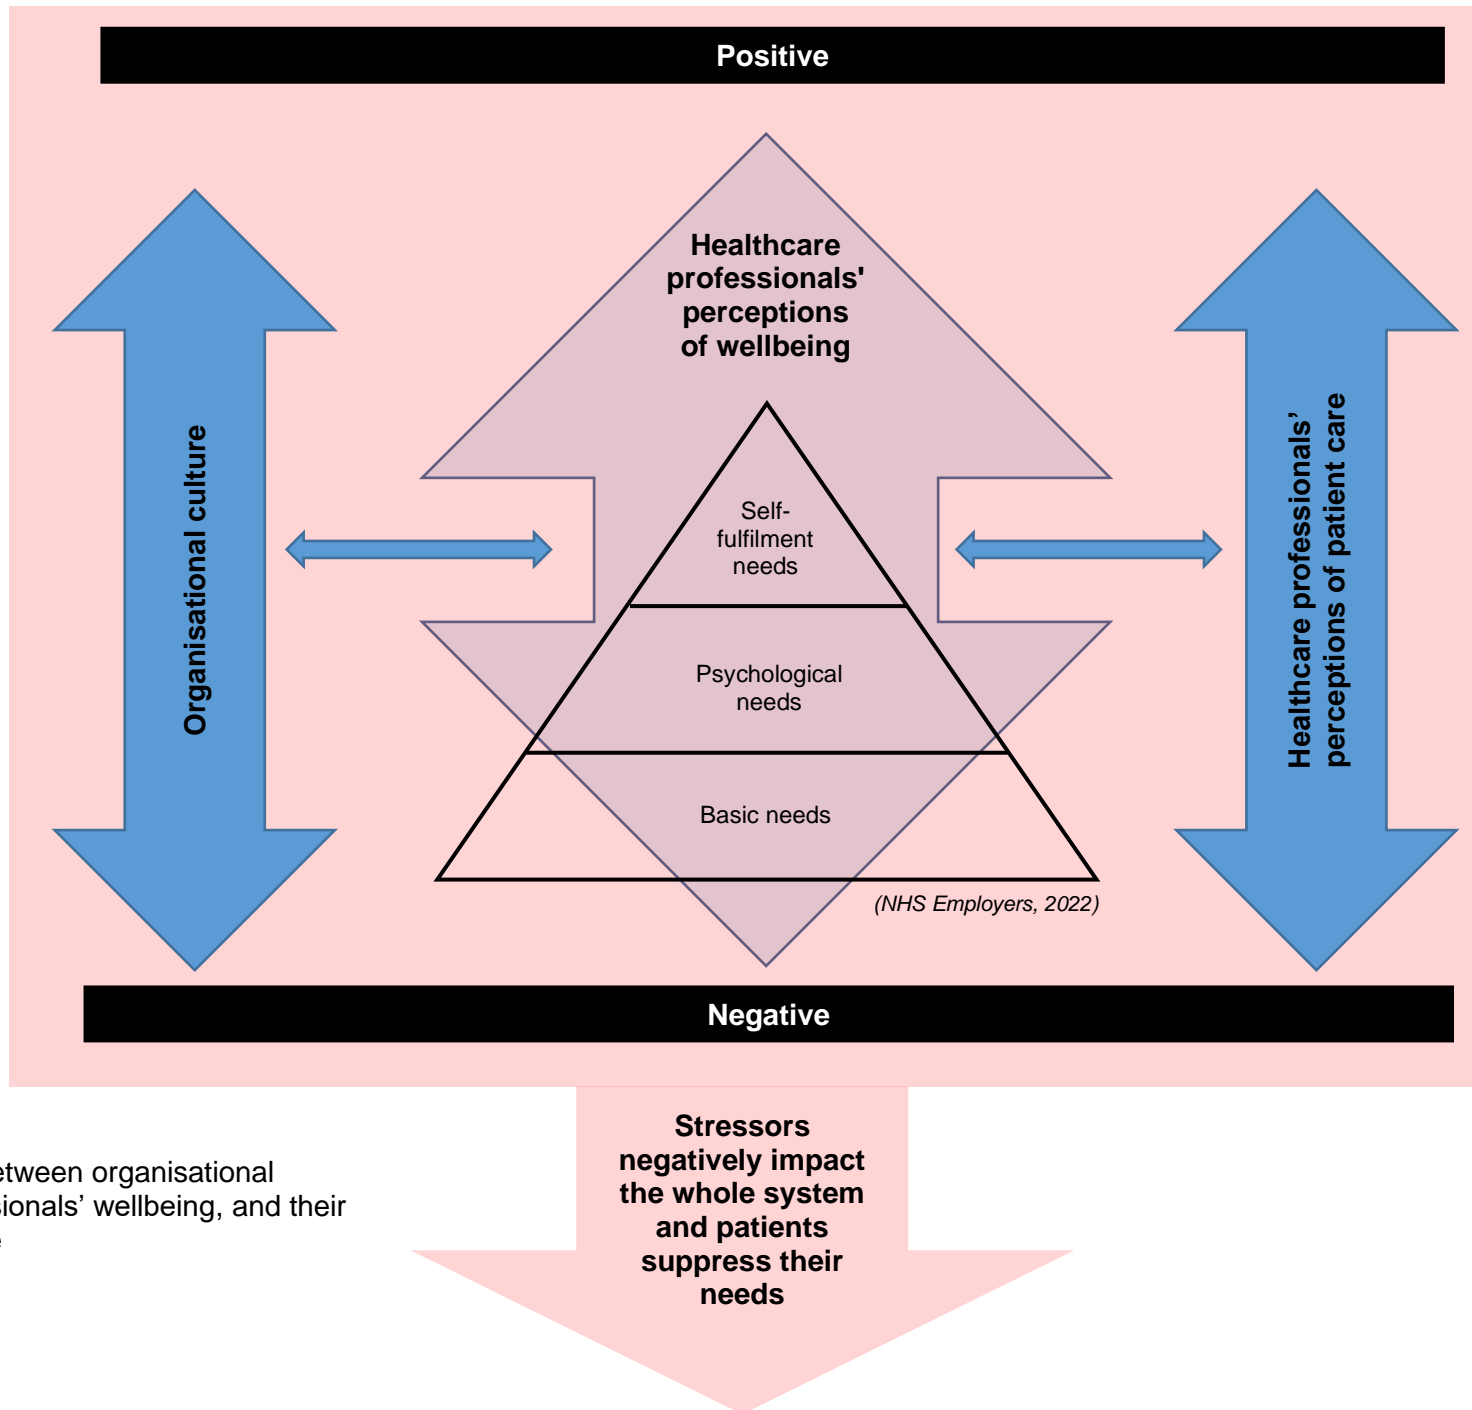 Positive
Healthcare
professionals'
perceptions
of wellbeing
Organisational culture
Self-
fulfilment
needs
Psychological
needs
Basic needs
(NHS Employers, 2022)
Healthcare professionals’
perceptions of patient care
Negative
Stressors
negatively impact
the whole system
and patients
suppress their
needs
organisational
wellbeing, and their